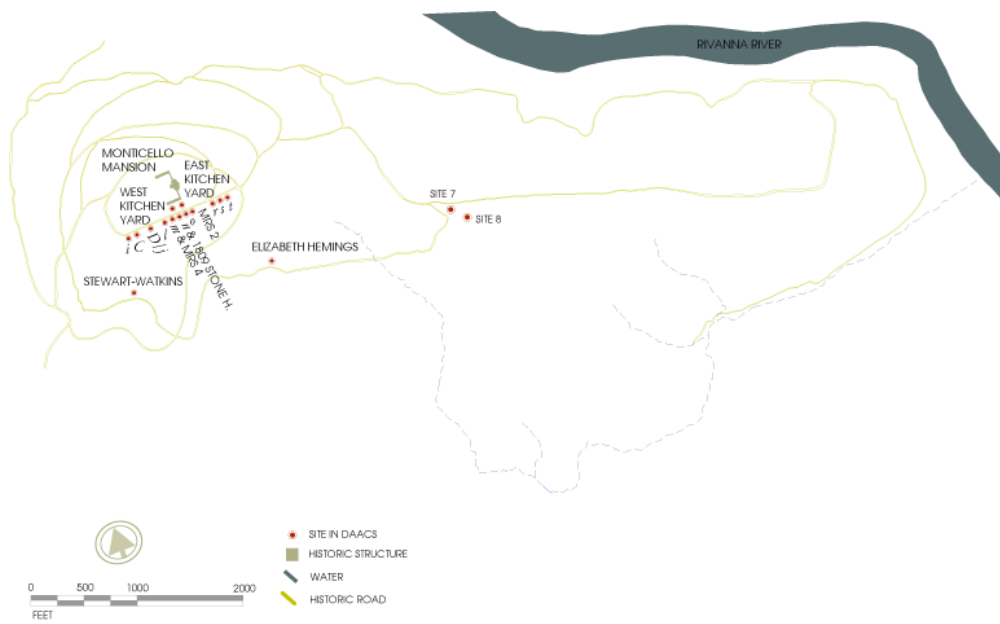 RIVANNA RIVER
MONTICELLO
MANSION
EAST
KITCHEN
YARD
WEST
KITCHEN
YARD
SITE 7
SITE 8
r s t
MRS 2
n & 1809 STONE H.
m & MRS 4
l
D/j
C
i
ELIZABETH HEMINGS
STEWART-WATKINS
SITE IN DAACS
HISTORIC STRUCTURE
WATER
HISTORIC ROAD
0 500 1000 2000
FEET